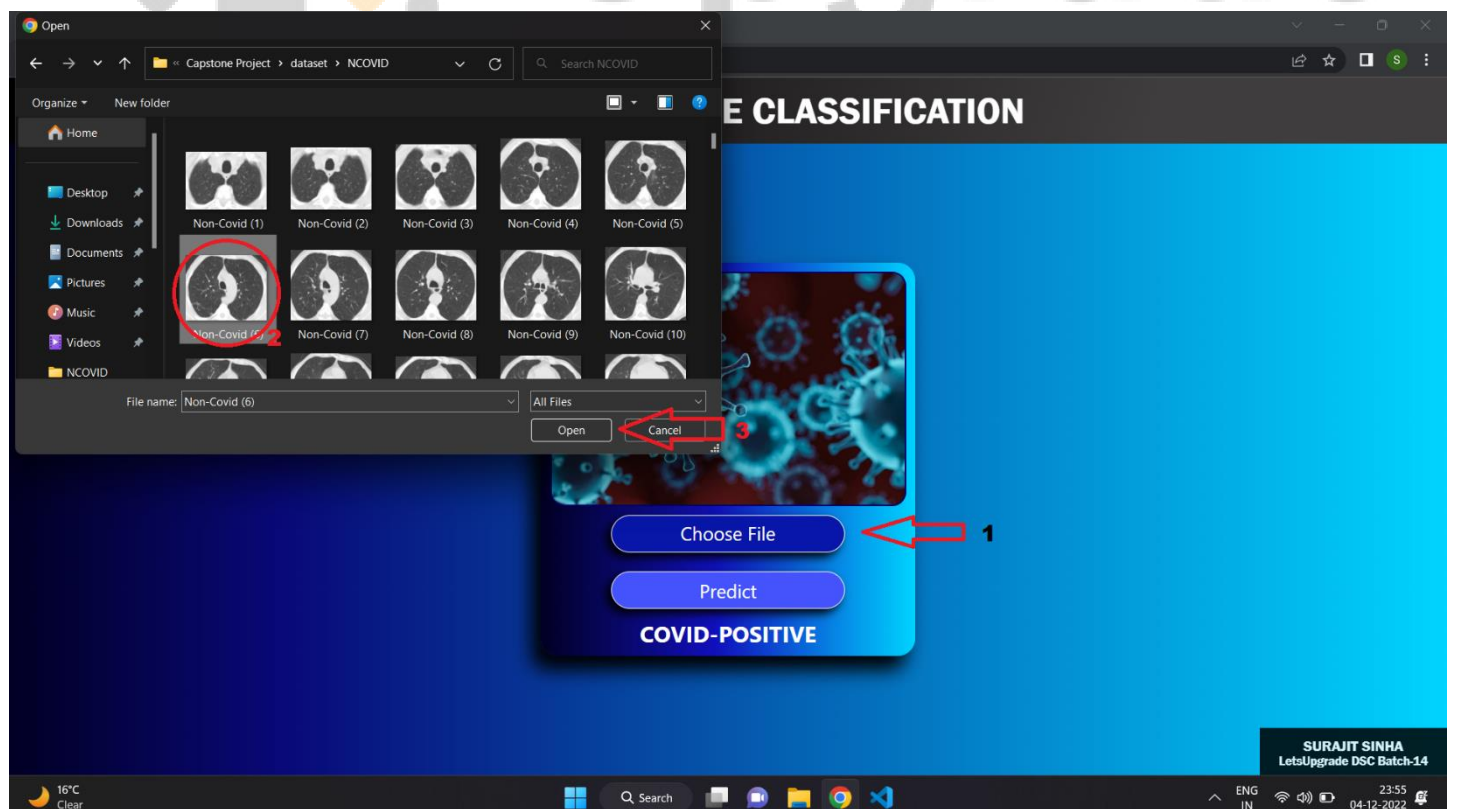 Open
« Capstone Project > dataset > NCOVID
Search NCOVID
S
Organize
New folder
E CLASSIFICATION
Home
Desktop
Downloads
Documents
Pictures
Music
Videos
NCOVID
Non-Covid (1)
Non-Covid (2)
Non-Covid (3)
Non-Covid (4)
Non-Covid (5)
Non-Covid (6)
2
Non-Covid (7)
Non-Covid (8)
Non-Covid (9)
Non-Covid (10)
File name: Non-Covid (6)
All Files
Open
Cancel
3
Choose File
1
Predict
COVID-POSITIVE
SURAJIT SINHA
LetsUpgrade DSC Batch-14
16°C
Clear
Search
ENG
IN
23:55
04-12-2022